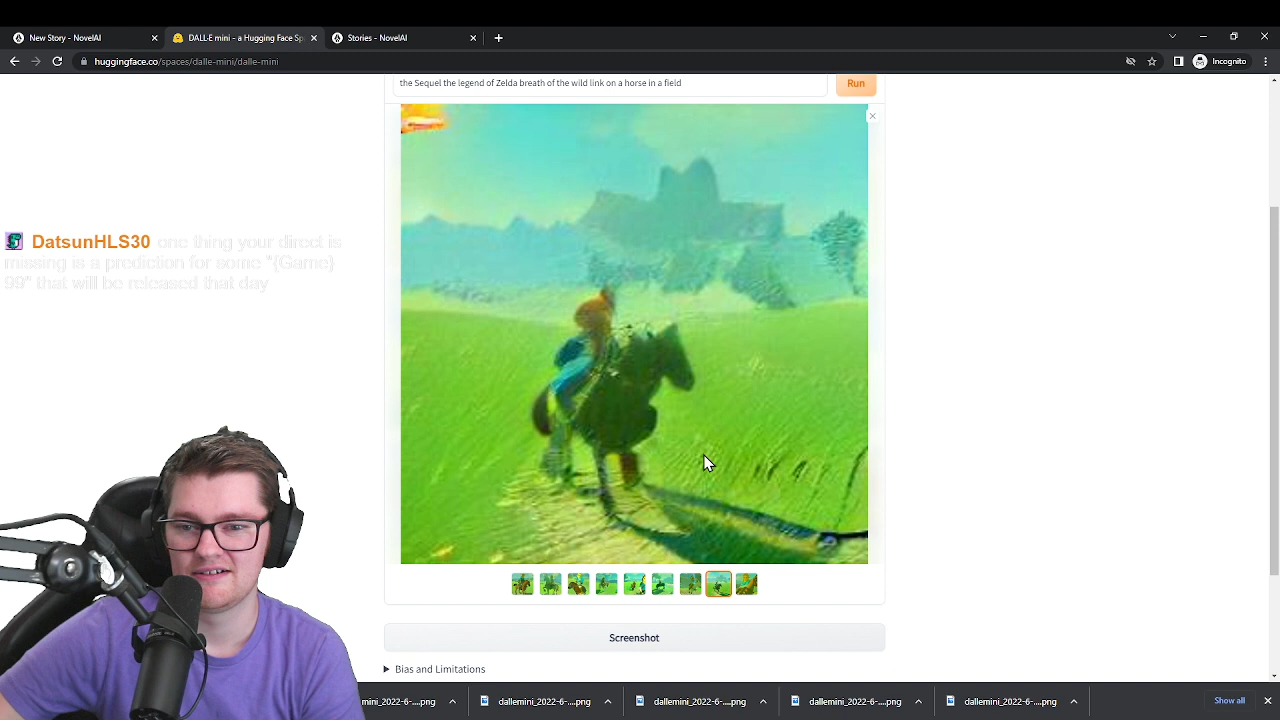 New Story - NovelAI
DALL·E mini - a Hugging Face Sp
Stories - NovelAI
huggingface.co/spaces/dalle-mini/dalle-mini
Incognito
the Sequel the legend of Zelda breath of the wild link on a horse in a field
Run
DatsunHLS30 one thing your direct is
missing is a prediction for some "{Game}
99" that will be released that day
Screenshot
Bias and Limitations
mini_2022-6-....png
dallemini_2022-6-....png
dallemini_2022-6-....png
dallemini_2022-6-....png
dallemini_2022-6-....png
Show all